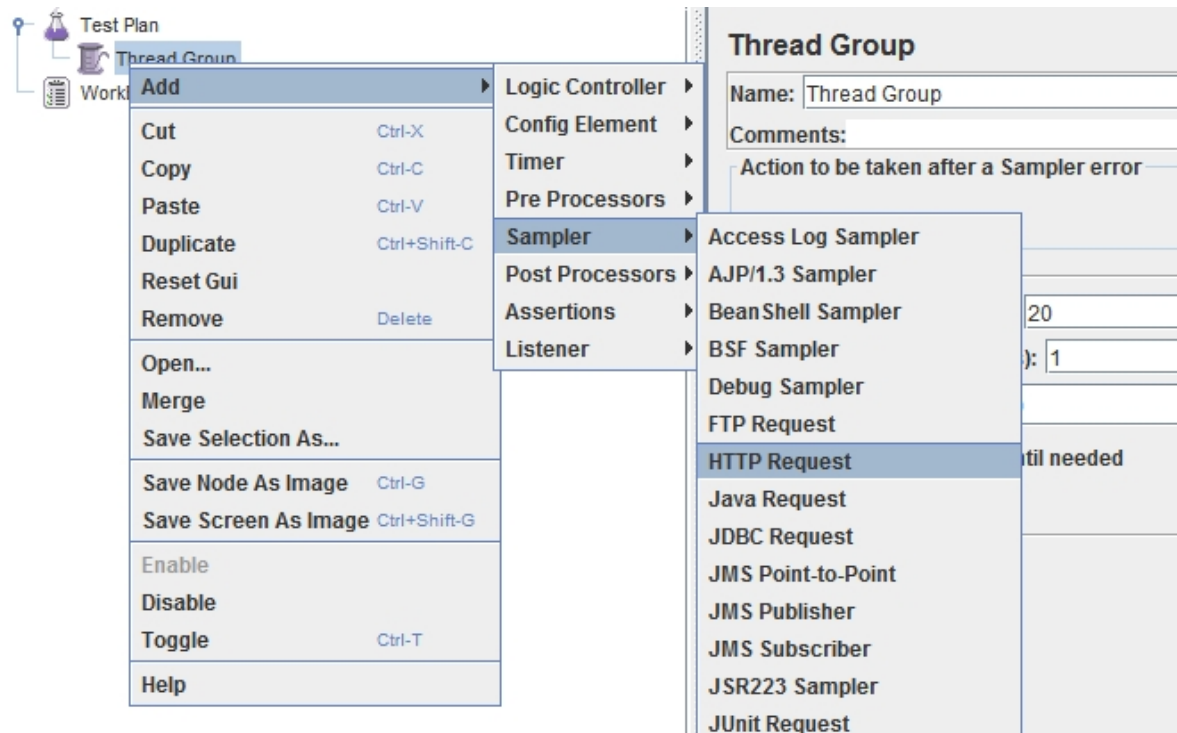 Test Plan
Thread Group
Workl
Add
Cut Ctrl-X
Copy Ctrl-C
Paste Ctrl-V
Duplicate Ctrl+Shift-C
Reset Gui
Remove Delete
Open...
Merge
Save Selection As...
Save Node As Image Ctrl-G
Save Screen As Image Ctrl+Shift-G
Enable
Disable
Toggle Ctrl-T
Help
Logic Controller
Config Element
Timer
Pre Processors
Sampler
Post Processors
Assertions
Listener
Access Log Sampler
AJP/1.3 Sampler
BeanShell Sampler
BSF Sampler
Debug Sampler
FTP Request
HTTP Request
Java Request
JDBC Request
JMS Point-to-Point
JMS Publisher
JMS Subscriber
JSR223 Sampler
JUnit Request
Thread Group
Name: Thread Group
Comments:
Action to be taken after a Sampler error
20
): 1
til needed